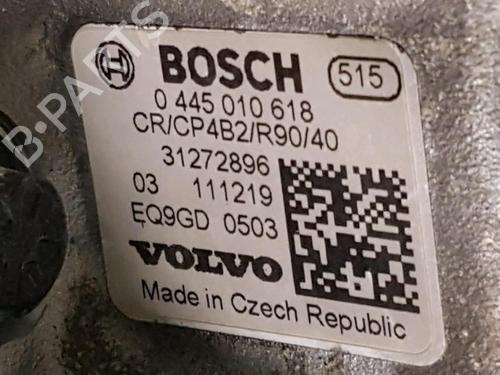 B-PARTS
BOSCH 515
0 445 010 618
CR/CP4B2/R90/40
31272896
03 111219
EQ9GD 0503
VOLVO
Made in Czech Republic